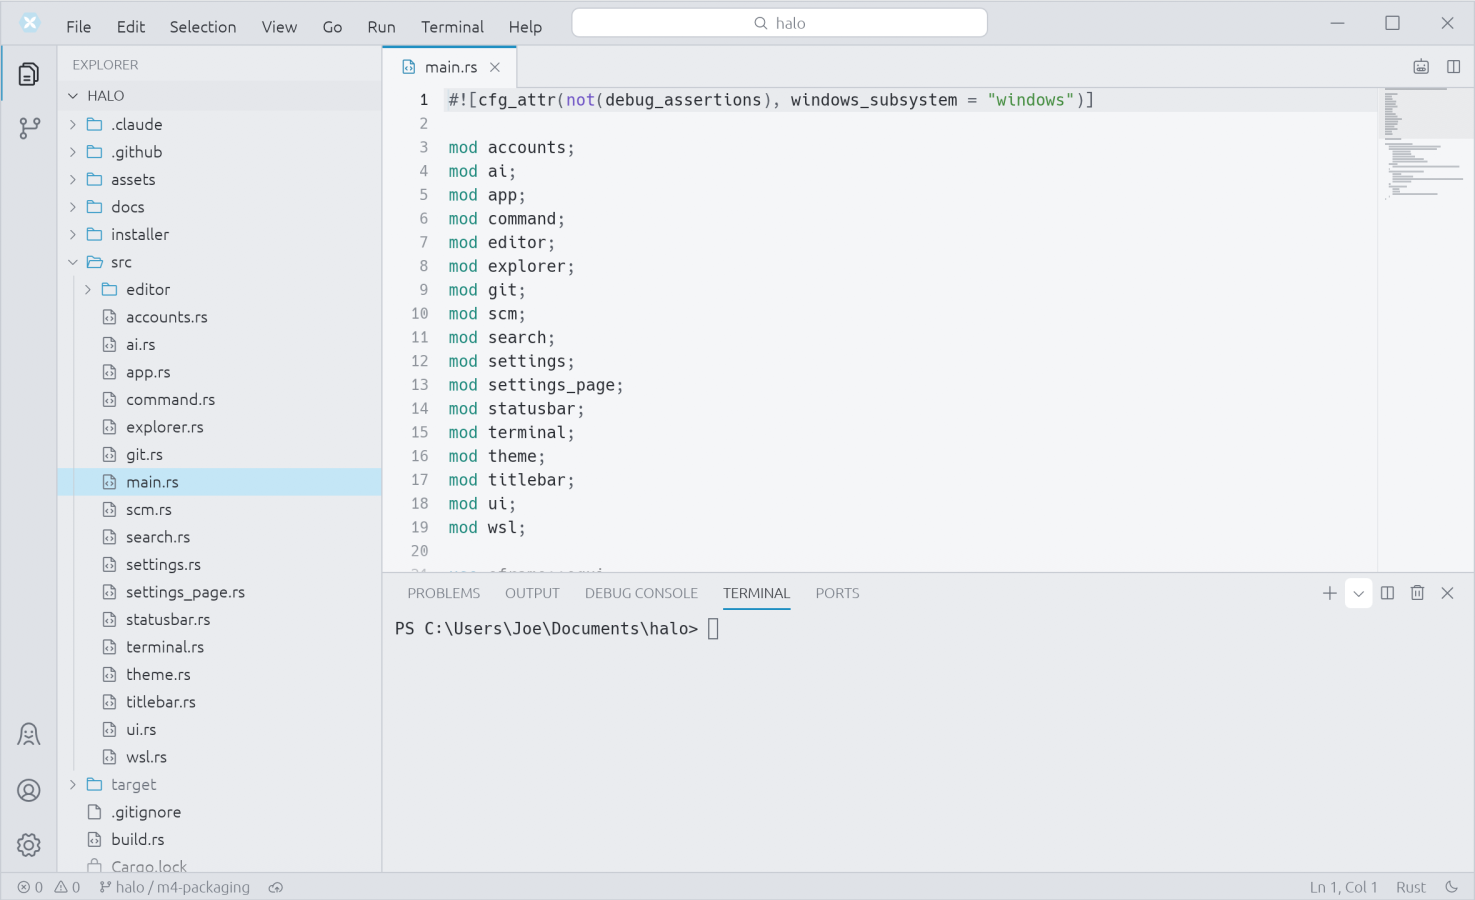 File Edit Selection View Go Run Terminal Help
halo
EXPLORER
HALO
.claude
.github
assets
docs
installer
src
editor
accounts.rs
ai.rs
app.rs
command.rs
explorer.rs
git.rs
main.rs
scm.rs
search.rs
settings.rs
settings_page.rs
statusbar.rs
terminal.rs
theme.rs
titlebar.rs
ui.rs
wsl.rs
target
.gitignore
build.rs
Cargo.lock
main.rs
1 #![cfg_attr(not(debug_assertions), windows_subsystem = "windows")]
2
3 mod accounts;
4 mod ai;
5 mod app;
6 mod command;
7 mod editor;
8 mod explorer;
9 mod git;
10 mod scm;
11 mod search;
12 mod settings;
13 mod settings_page;
14 mod statusbar;
15 mod terminal;
16 mod theme;
17 mod titlebar;
18 mod ui;
19 mod wsl;
20
PROBLEMS OUTPUT DEBUG CONSOLE TERMINAL PORTS
PS C:\Users\Joe\Documents\halo>
0 0 halo / m4-packaging
Ln 1, Col 1 Rust